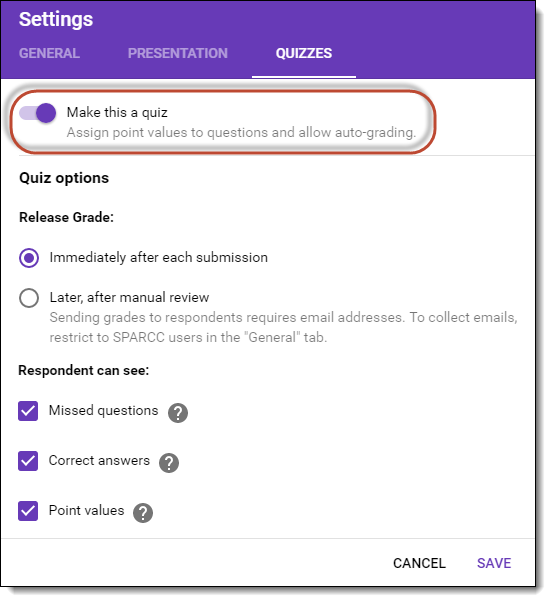 Settings
GENERAL PRESENTATION QUIZZES
Make this a quiz
Assign point values to questions and allow auto-grading.
Quiz options
Release Grade:
Immediately after each submission
Later, after manual review
Sending grades to respondents requires email addresses. To collect emails,
restrict to SPARCC users in the "General" tab.
Respondent can see:
Missed questions ?
Correct answers ?
Point values ?
CANCEL SAVE